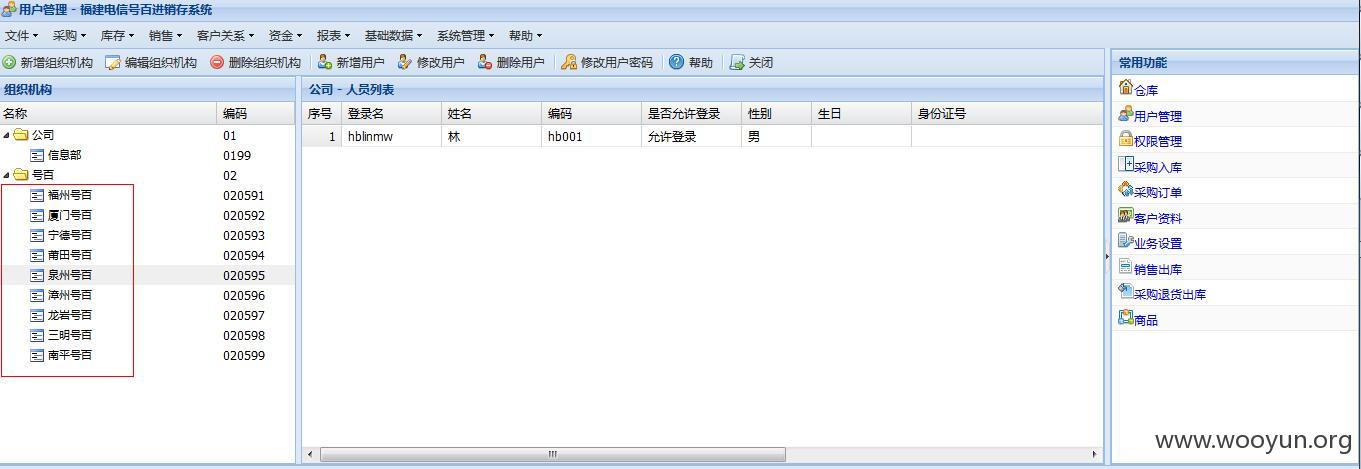 用户管理 - 福建电信号百进销存系统
文件 采购 库存 销售 客户关系 资金 报表 基础数据 系统管理 帮助
新增组织机构 编辑组织机构 删除组织机构 新增用户 修改用户 删除用户 修改用户密码 帮助 关闭
组织机构
名称 编码
公司 01
信息部 0199
号百 02
福州号百 020591
厦门号百 020592
宁德号百 020593
莆田号百 020594
泉州号百 020595
漳州号百 020596
龙岩号百 020597
三明号百 020598
南平号百 020599
公司 - 人员列表
序号 登录名 姓名 编码 是否允许登录 性别 生日 身份证号
1 hblinmw 林 hb001 允许登录 男
常用功能
仓库
用户管理
权限管理
采购入库
采购订单
客户资料
业务设置
销售出库
采购退货出库
商品
www.wooyun.org